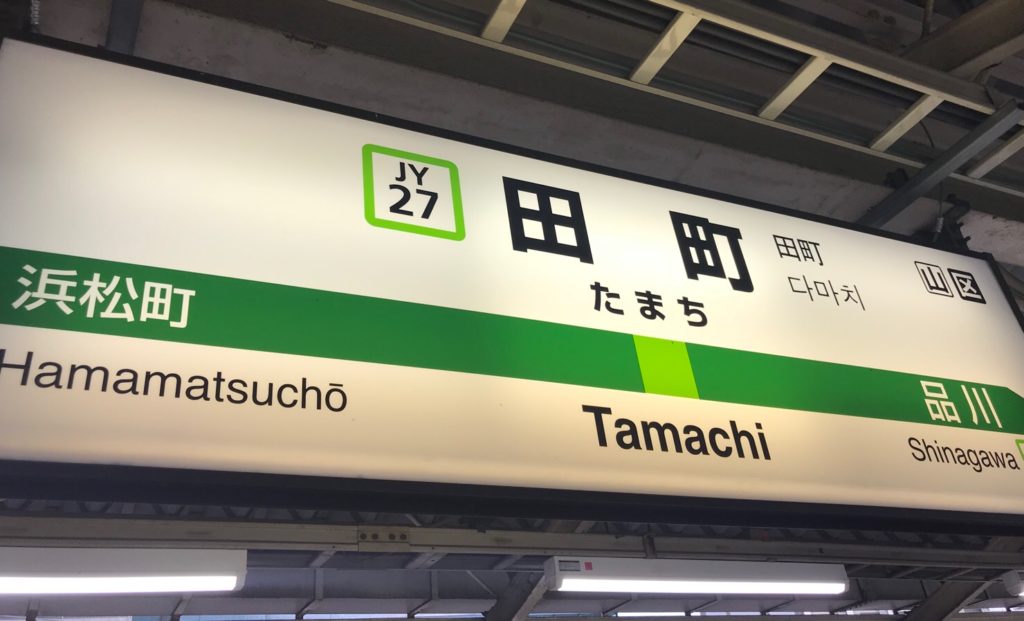 JY
27
田町
田町
다마치
山区
たまち
浜松町
品川
Hamamatsuchō
Tamachi
Shinagawa